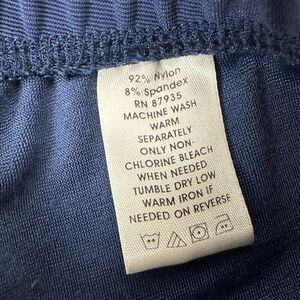 92% Nylon
8% Spandex
RN 87935
MACHINE WASH
WARM
SEPARATELY
ONLY NON-
CHLORINE BLEACH
WHEN NEEDED
TUMBLE DRY LOW
WARM IRON IF
NEEDED ON REVERSE